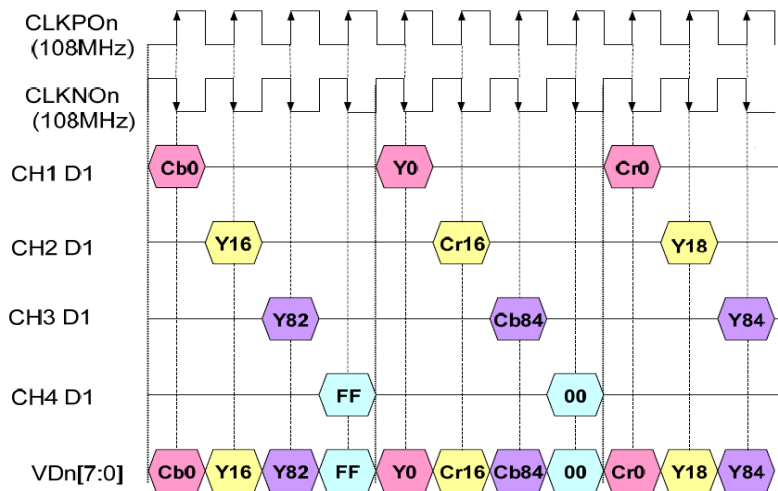 CLKPOn
(108MHz)
CLKNOn
(108MHz)
CH1 D1 Cb0 Y0 Cr0
CH2 D1 Y16 Cr16 Y18
CH3 D1 Y82 Cb84 Y84
CH4 D1 FF 00
VDn[7:0] Cb0 Y16 Y82 FF Y0 Cr16 Cb84 00 Cr0 Y18 Y84